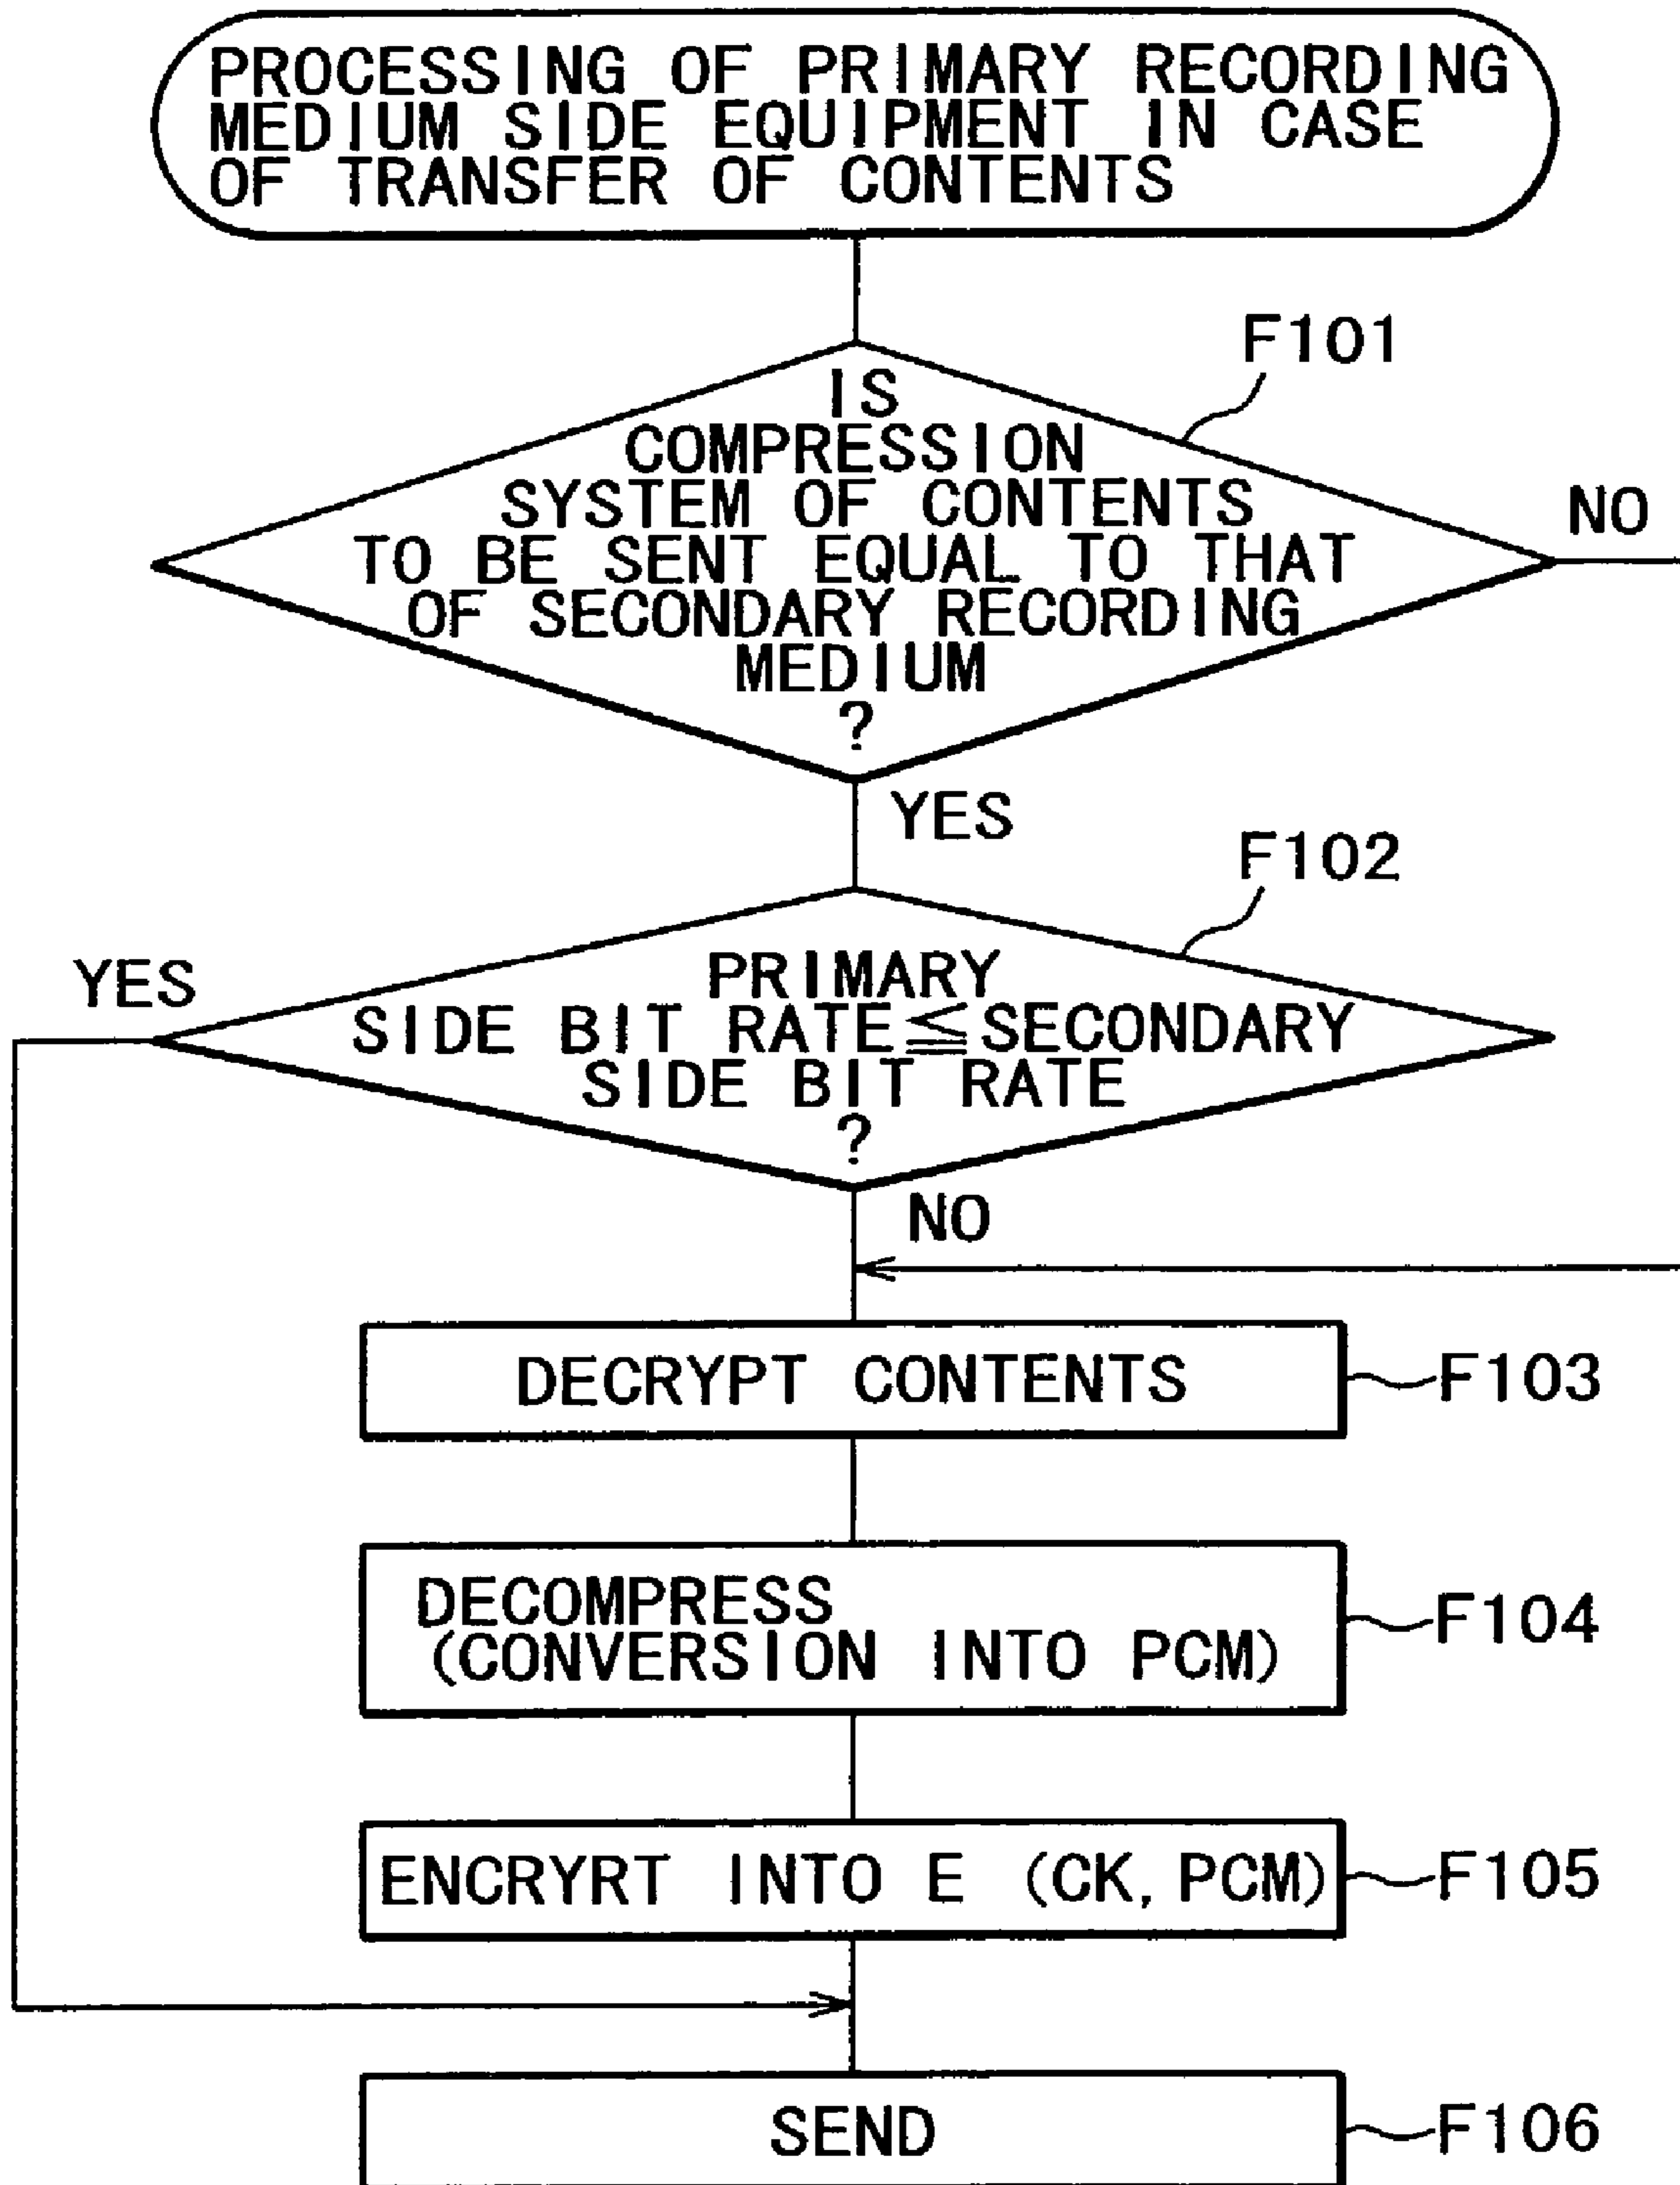 PROCESSING OF PRIMARY RECORDING
MEDIUM SIDE EQUIPMENT IN CASE
OF TRANSFER OF CONTENTS
F101
IS
COMPRESSION
SYSTEM OF CONTENTS
TO BE SENT EQUAL TO THAT
OF SECONDARY RECORDING
MEDIUM
?
NO
YES
F102
YES
PRIMARY
SIDE BIT RATE≦SECONDARY
SIDE BIT RATE
?
NO
DECRYPT CONTENTS
F103
DECOMPRESS
(CONVERSION INTO PCM)
F104
ENCRYRT INTO E (CK, PCM)
F105
SEND
F106